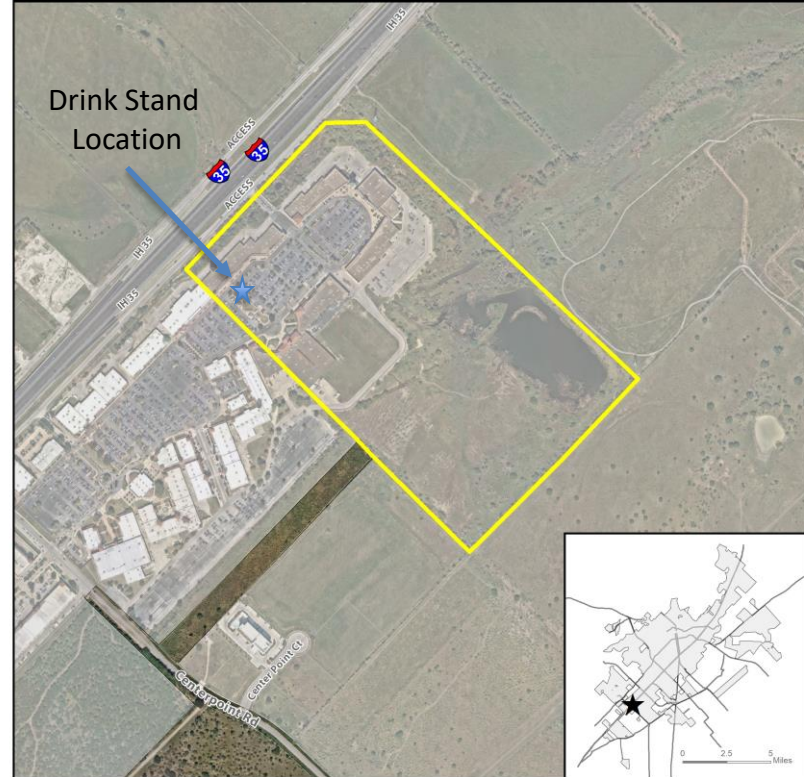 Drink Stand
Location
IH 35
ACCESS
35
35
ACCESS
IH 35
IH 35
Centerpoint Rd
Center Point Ct
0 2.5 5
Miles